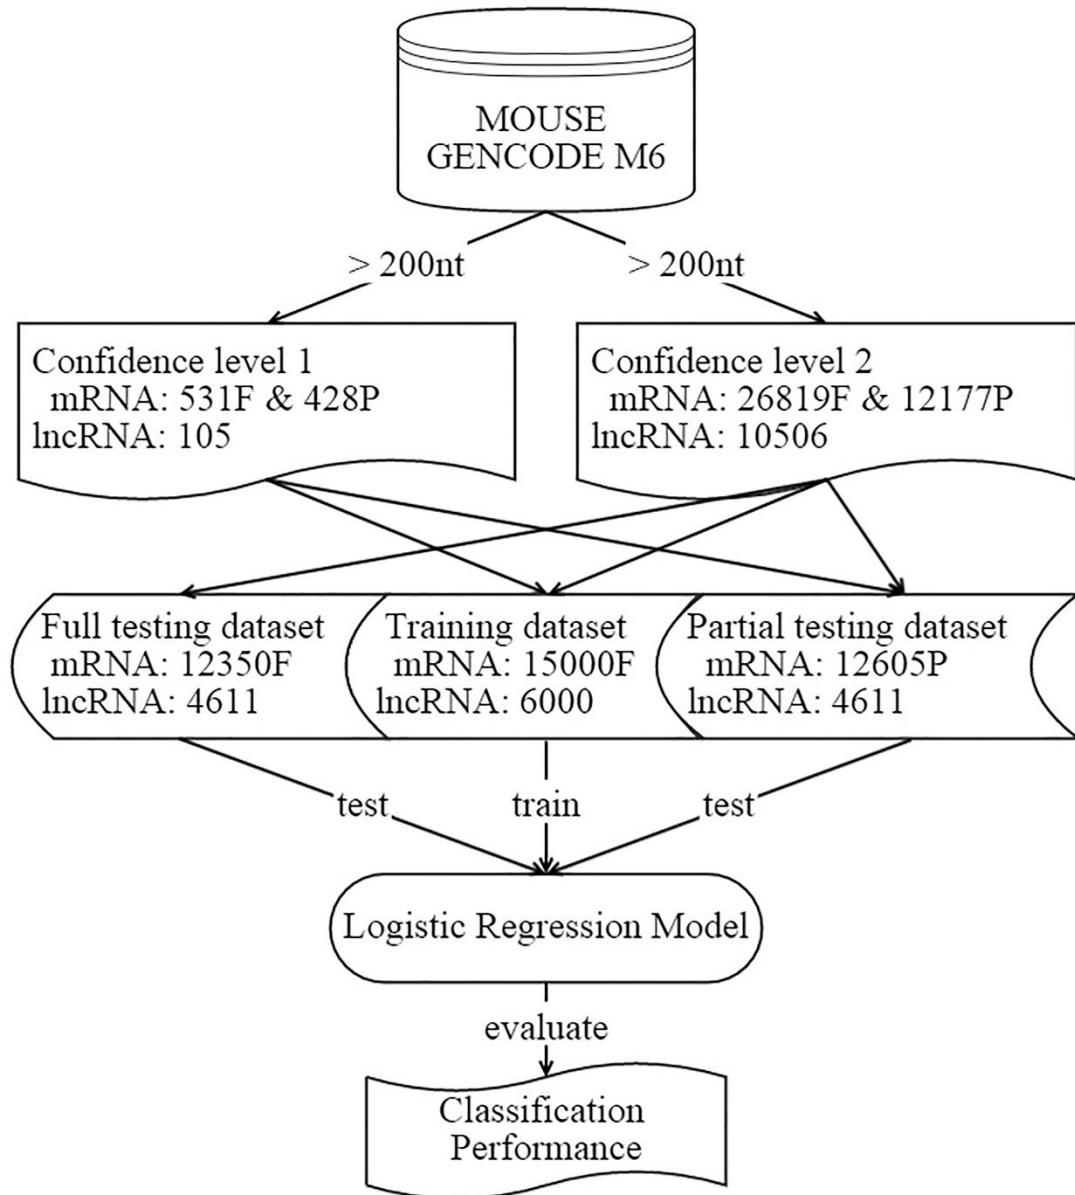 MOUSE
GENCODE M6
> 200nt
> 200nt
Confidence level 1
mRNA: 531F & 428P
lncRNA: 105
Confidence level 2
mRNA: 26819F & 12177P
lncRNA: 10506
Full testing dataset
mRNA: 12350F
lncRNA: 4611
Training dataset
mRNA: 15000F
lncRNA: 6000
Partial testing dataset
mRNA: 12605P
lncRNA: 4611
test
train
test
Logistic Regression Model
evaluate
Classification
Performance